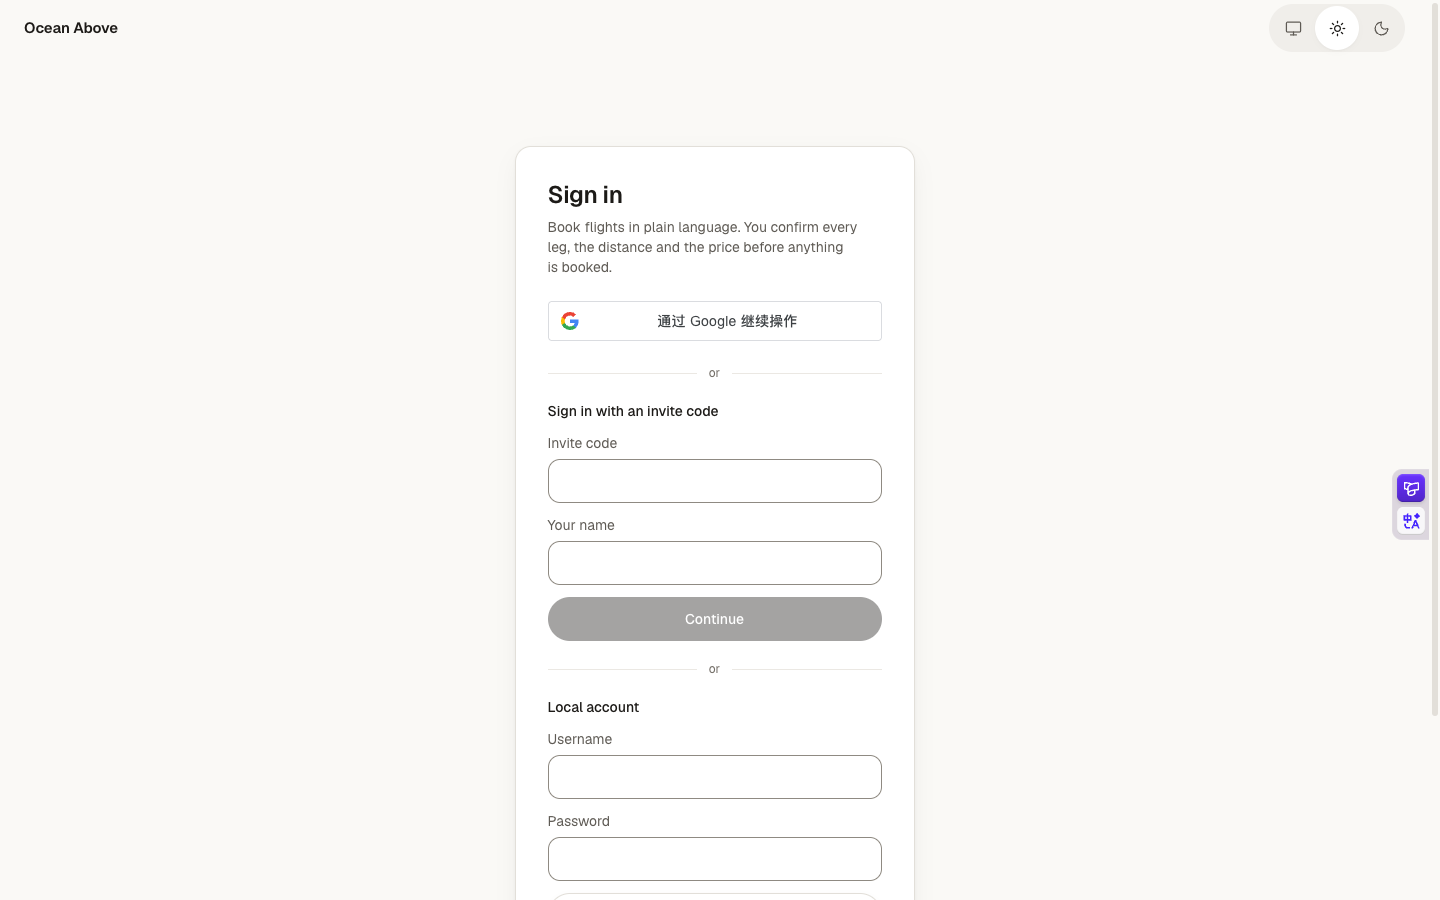 Ocean Above
Sign in
Book flights in plain language. You confirm every
leg, the distance and the price before anything
is booked.
通过 Google 继续操作
or
Sign in with an invite code
Invite code
Your name
Continue
or
Local account
Username
Password
中A